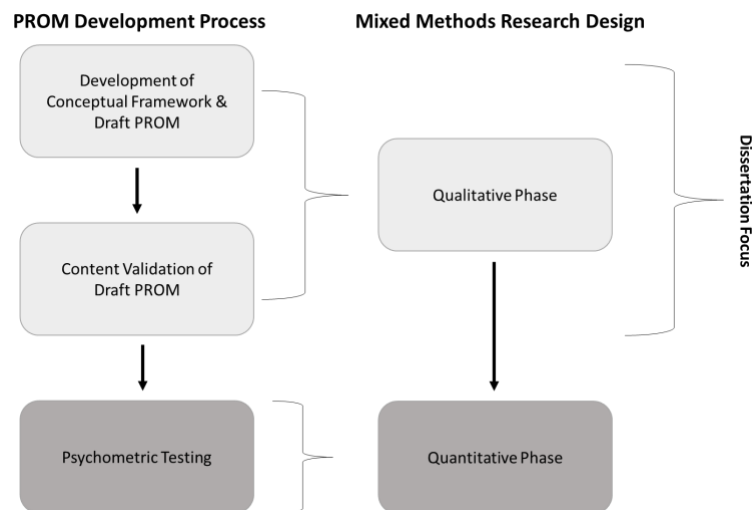 PROM Development Process
Mixed Methods Research Design
Development of
Conceptual Framework &
Draft PROM
Qualitative Phase
Content Validation of
Draft PROM
Dissertation Focus
Psychometric Testing
Quantitative Phase